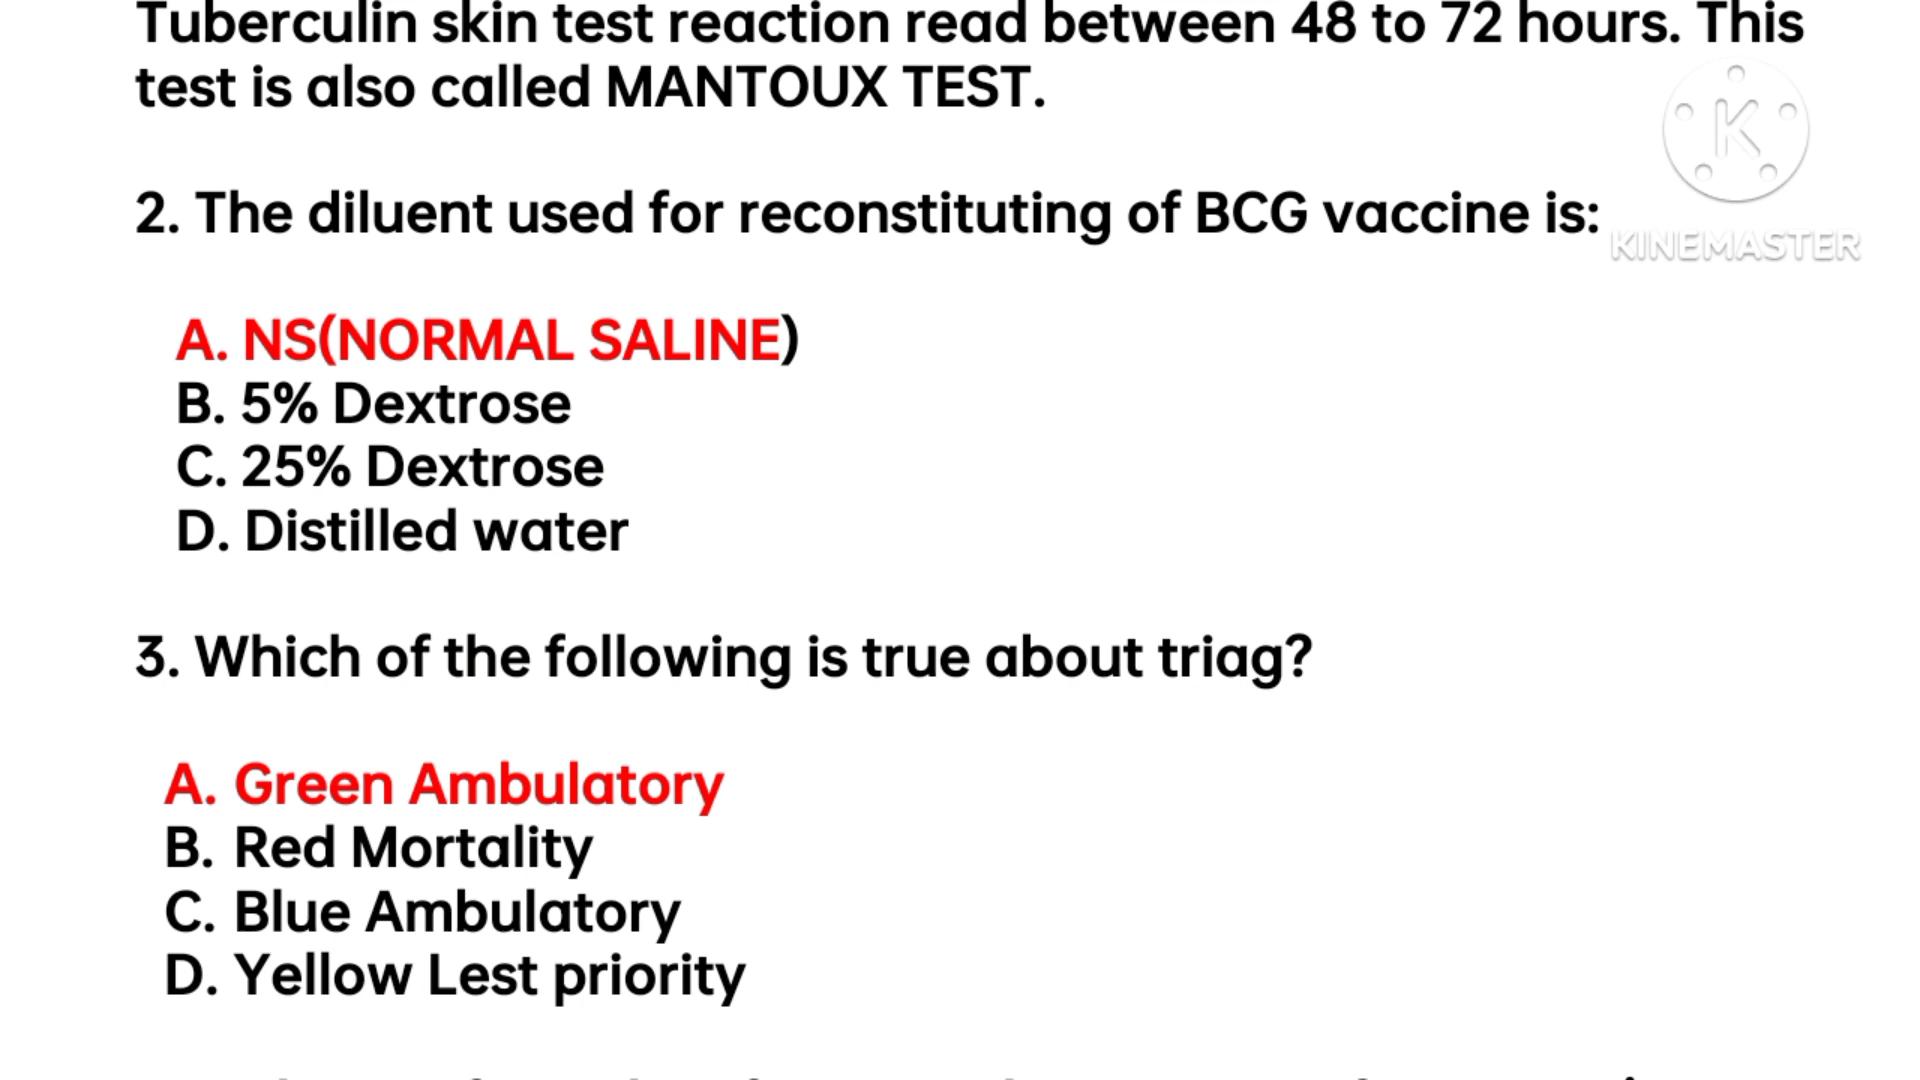 Tuberculin skin test reaction read between 48 to 72 hours. This
test is also called MANTOUX TEST.
K
KINEMASTER
2. The diluent used for reconstituting of BCG vaccine is:
A. NS(NORMAL SALINE)
B. 5% Dextrose
C. 25% Dextrose
D. Distilled water
3. Which of the following is true about triag?
A. Green Ambulatory
B. Red Mortality
C. Blue Ambulatory
D. Yellow Lest priority